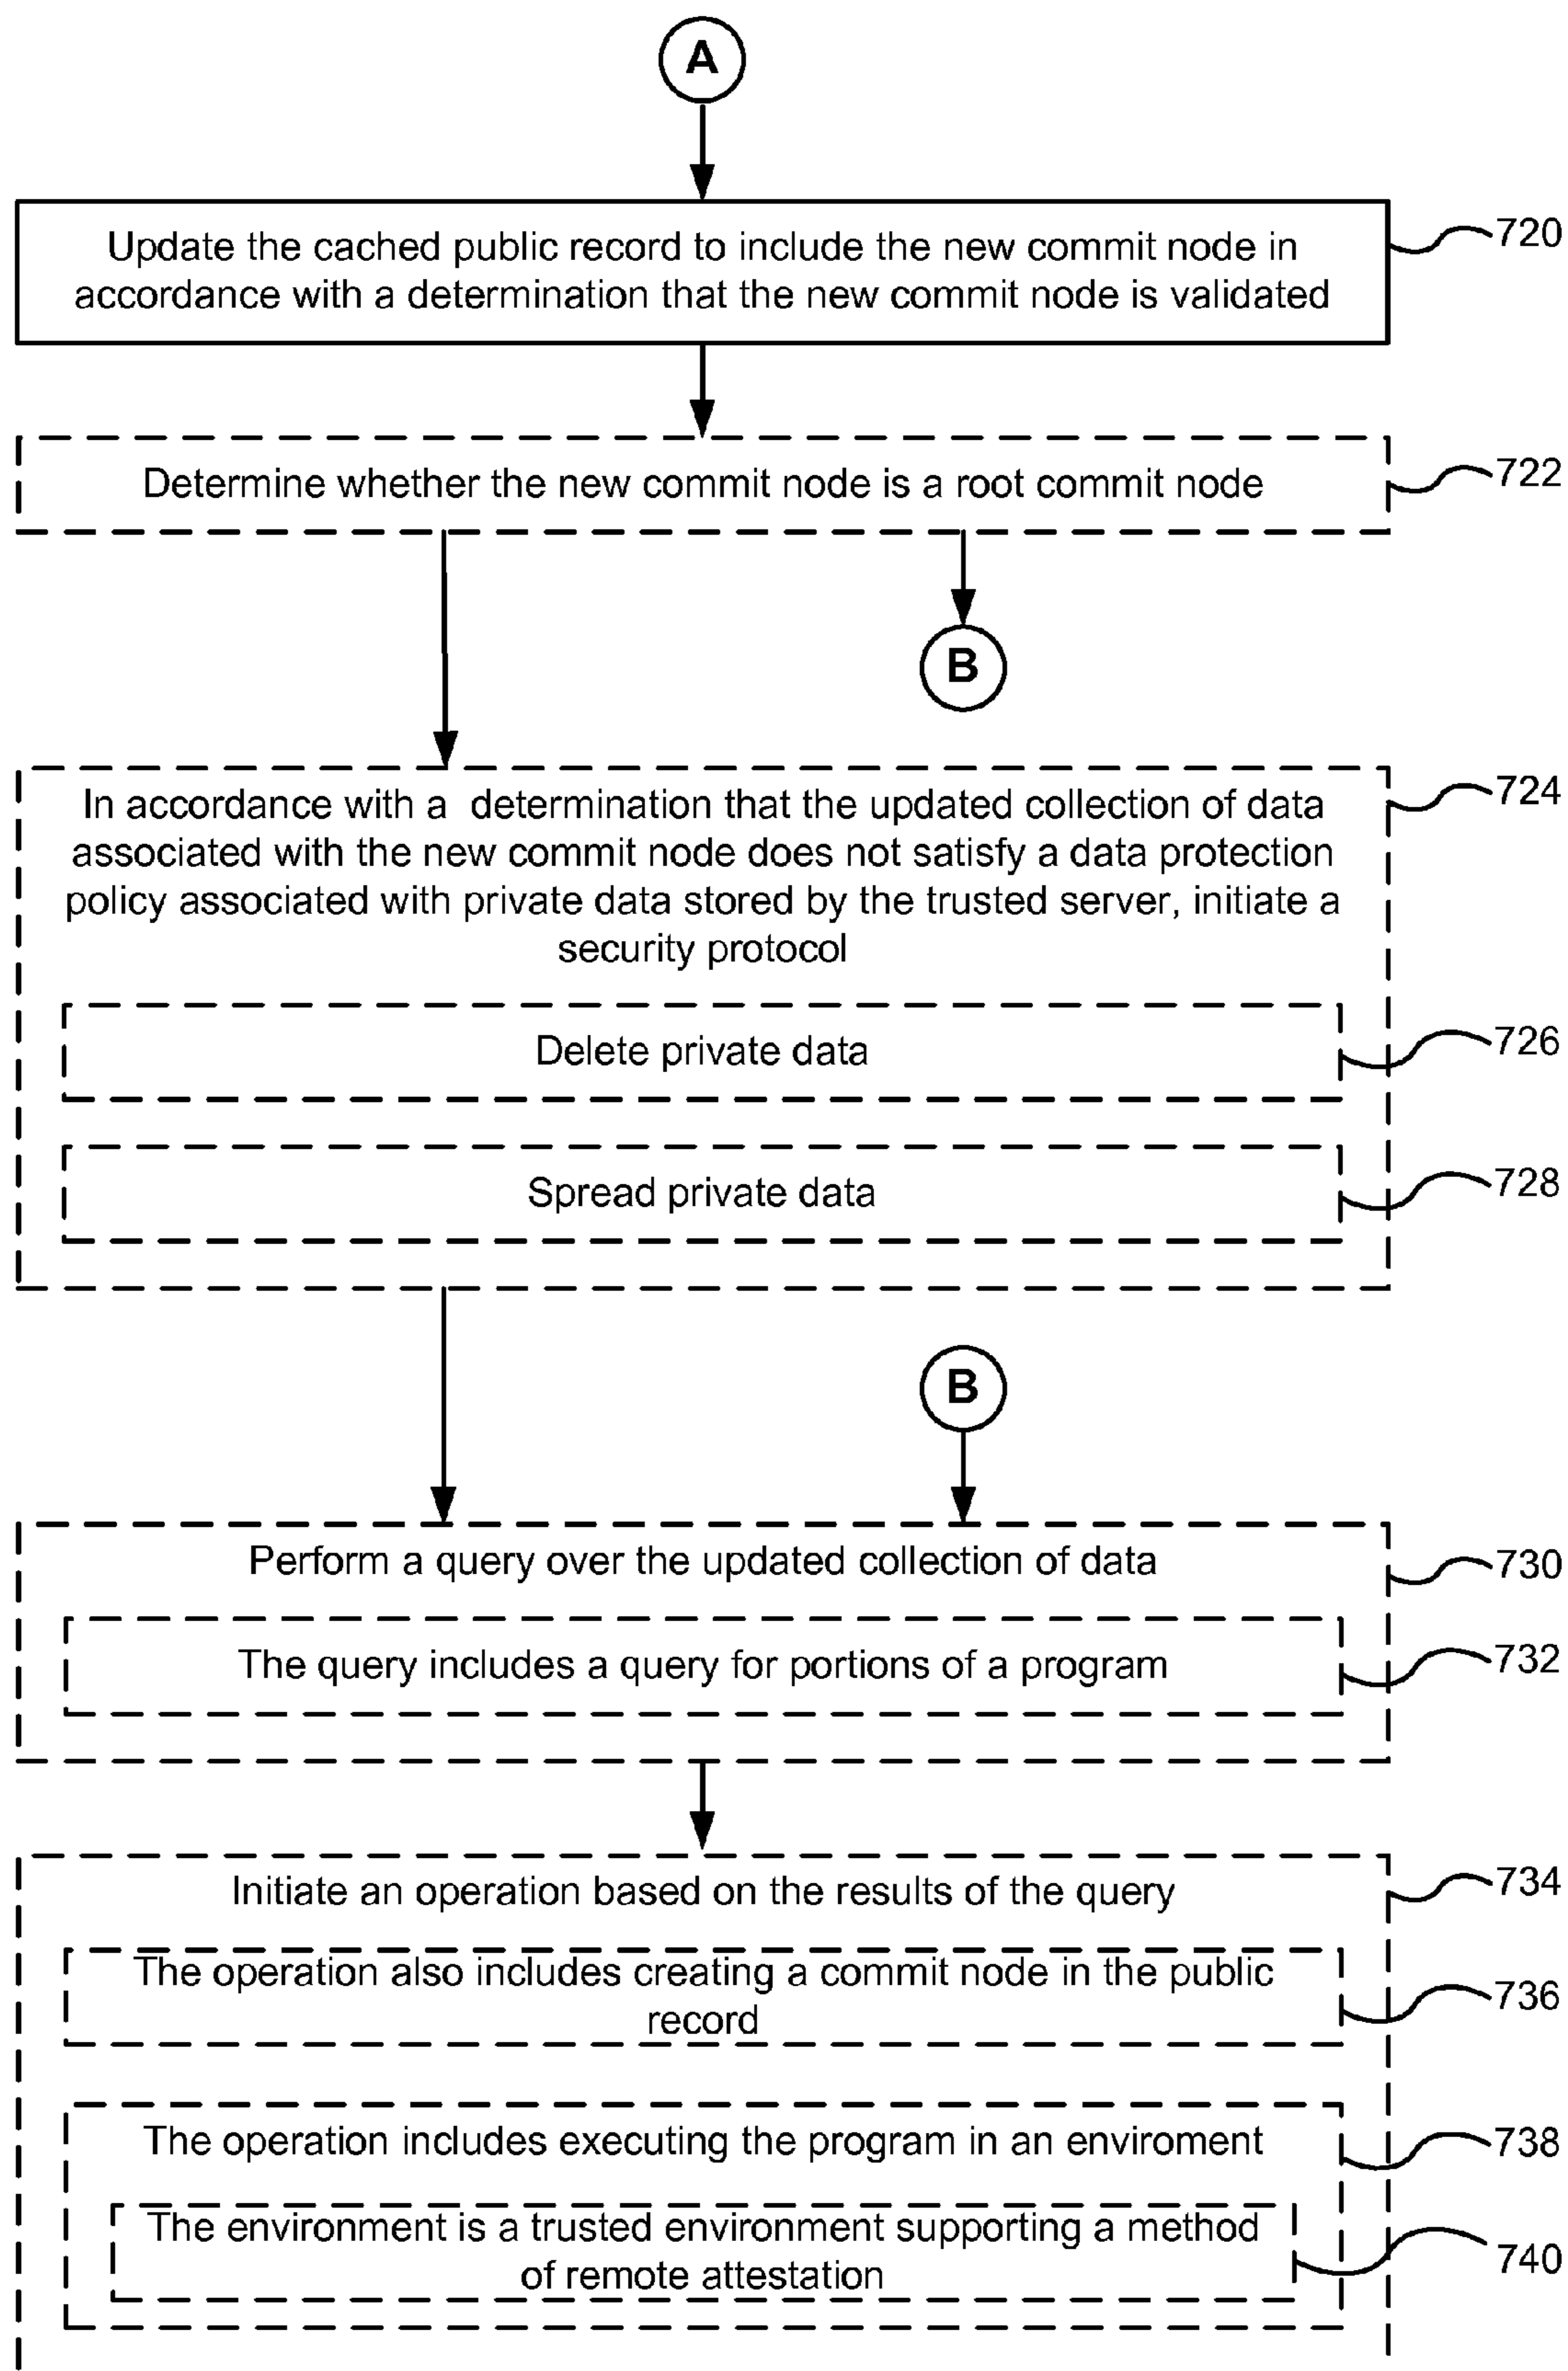 A
Update the cached public record to include the new commit node in
accordance with a determination that the new commit node is validated
720
Determine whether the new commit node is a root commit node
722
B
In accordance with a determination that the updated collection of data
associated with the new commit node does not satisfy a data protection
policy associated with private data stored by the trusted server, initiate a
security protocol
724
Delete private data
726
Spread private data
728
B
Perform a query over the updated collection of data
730
The query includes a query for portions of a program
732
Initiate an operation based on the results of the query
734
The operation also includes creating a commit node in the public
record
736
The operation includes executing the program in an enviroment
738
The environment is a trusted environment supporting a method
of remote attestation
740